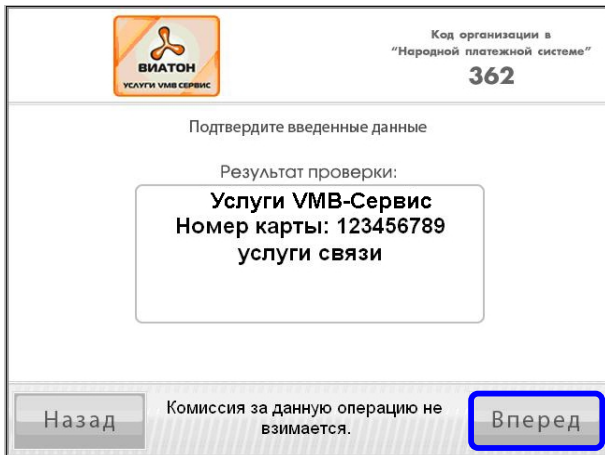 ВИАТОН
УСЛУГИ VMB СЕРВИС
Код организации в
“Народной платежной системе”
362
Подтвердите введенные данные
Результат проверки:
Услуги VMB-Сервис
Номер карты: 123456789
услуги связи
Назад
Комиссия за данную операцию не
взимается.
Вперед